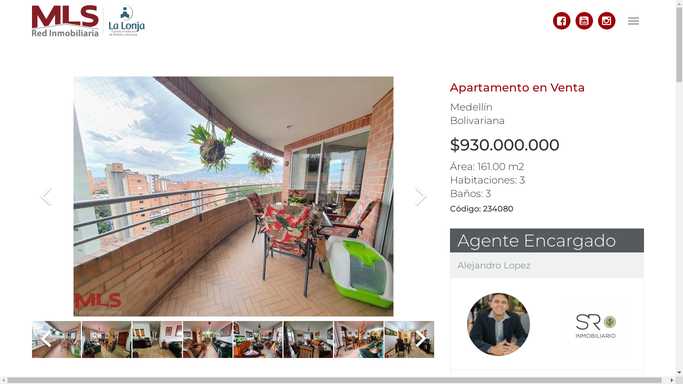 MLS
Red Inmobiliaria
La Lonja
Apartamento en Venta
Medellín
Bolivariana
$930.000.000
Área: 161.00 m2
Habitaciones: 3
Baños: 3
Código: 234080
MLS
Agente Encargado
Alejandro Lopez
SR
INMOBILIARIO